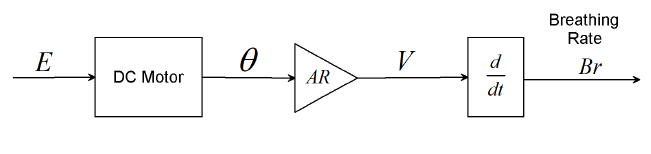 Breathing
Rate
E
DC Motor
θ
AR
V
d
dt
Br